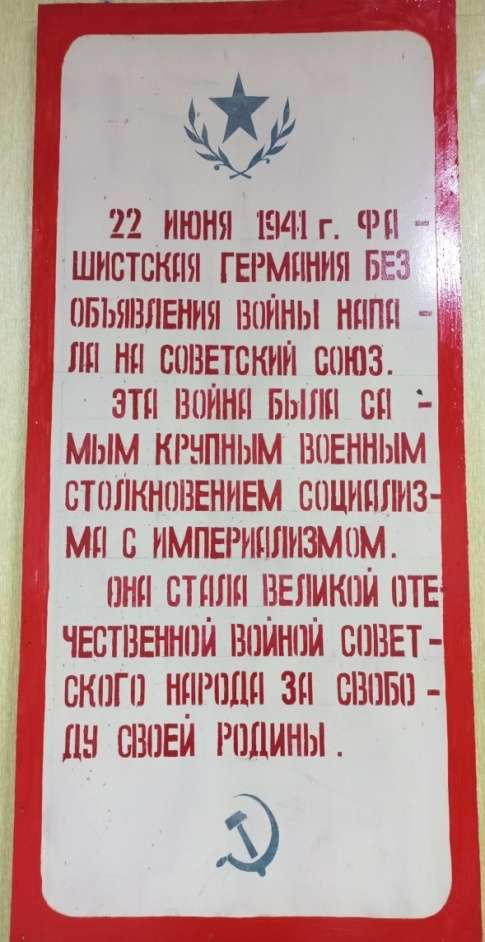 22 ИЮНЯ 1941 г. ФА -
ШИСТСКАЯ ГЕРМАНИЯ БЕЗ
ОБЪЯВЛЕНИЯ ВОЙНЫ НАПА -
ЛА НА СОВЕТСКИЙ СОЮЗ.
ЭТА ВОЙНА БЫЛА СА -
МЫМ КРУПНЫМ ВОЕННЫМ
СТОЛКНОВЕНИЕМ СОЦИАЛИЗ-
МА С ИМПЕРИАЛИЗМОМ.
ОНА СТАЛА ВЕЛИКОЙ ОТЕ-
ЧЕСТВЕННОЙ ВОЙНОЙ СОВЕТ-
СКОГО НАРОДА ЗА СВОБО -
ДУ СВОЕЙ РОДИНЫ.